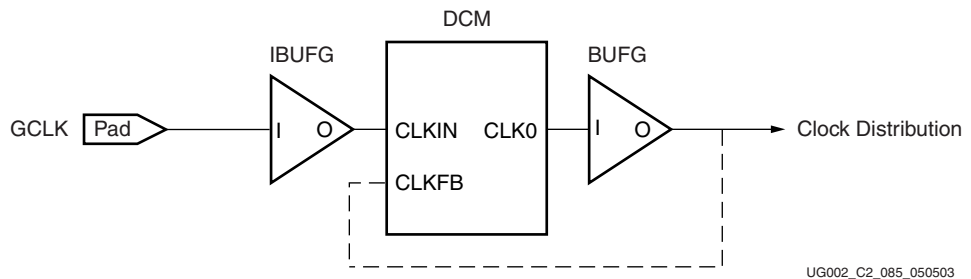 DCM
IBUFG
BUFG
GCLK Pad I O CLKIN CLK0 I O Clock Distribution
CLKFB
UG002_C2_085_050503